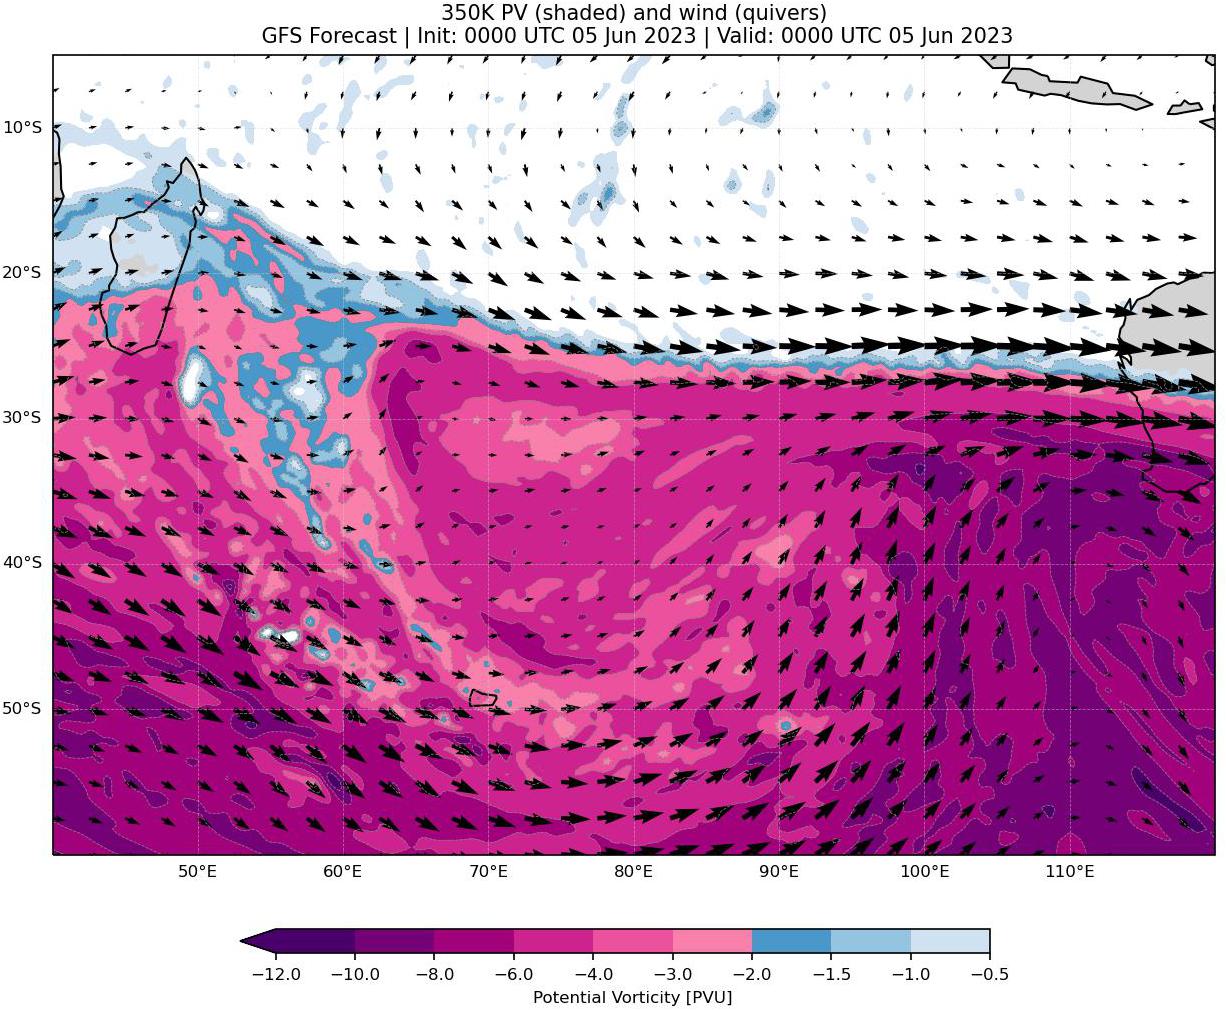 350K PV (shaded) and wind (quivers)
GFS Forecast | Init: 0000 UTC 05 Jun 2023 | Valid: 0000 UTC 05 Jun 2023
10°S
20°S
30°S
40°S
50°S
50°E 60°E 70°E 80°E 90°E 100°E 110°E
−12.0 −10.0 −8.0 −6.0 −4.0 −3.0 −2.0 −1.5 −1.0 −0.5
Potential Vorticity [PVU]